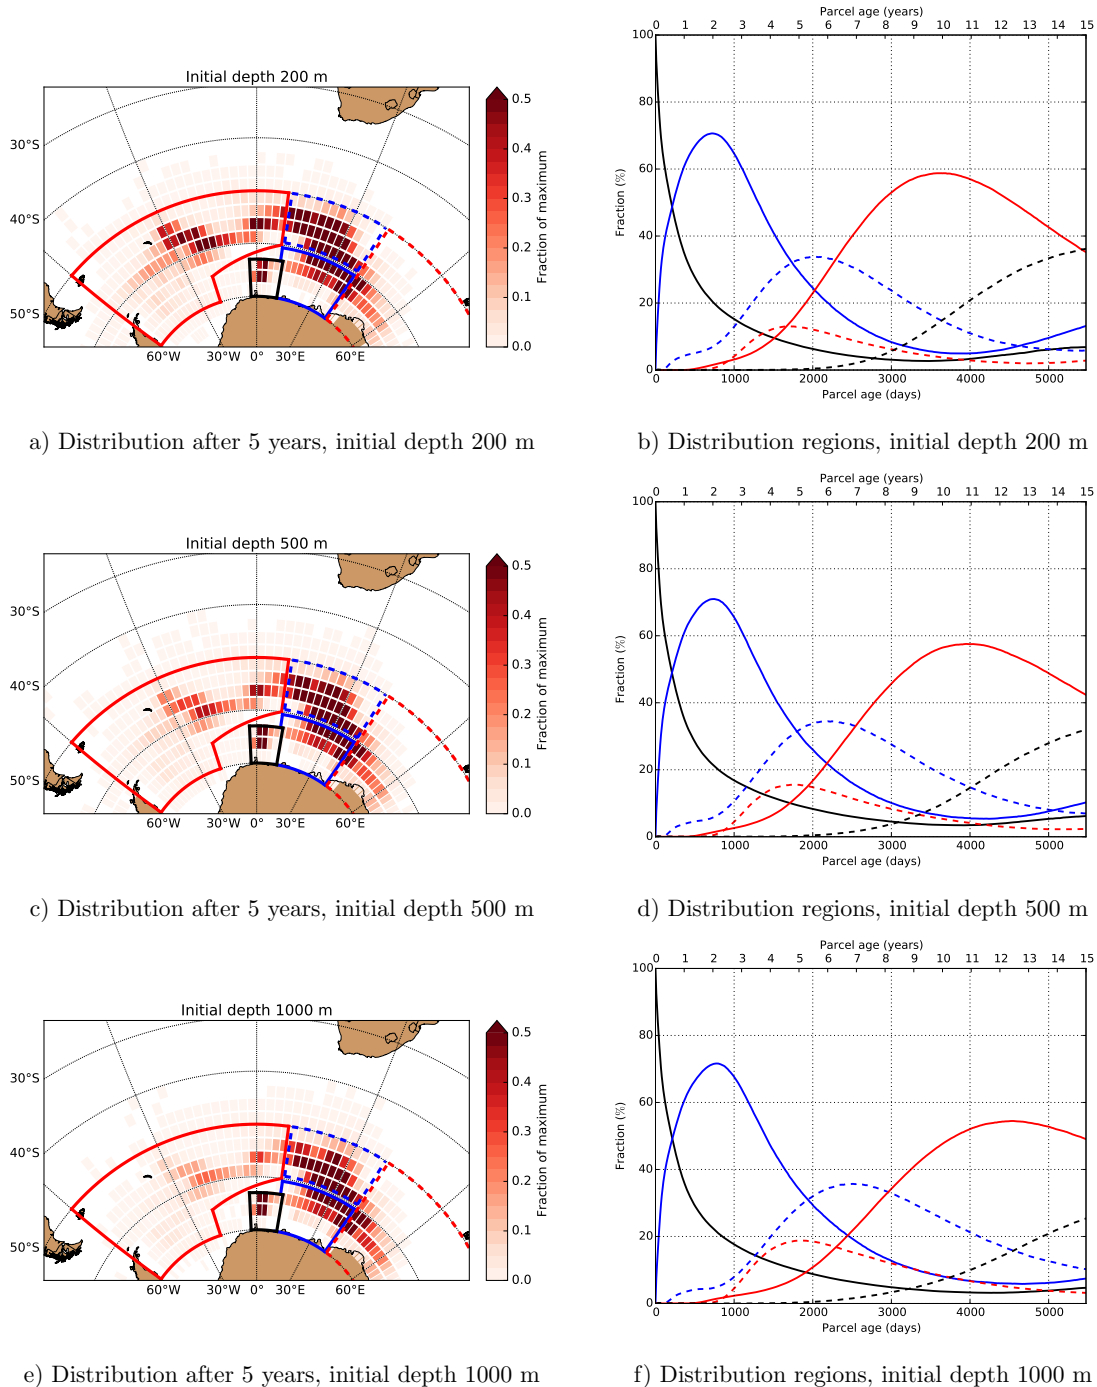 Initial depth 200 m
30°S
40°S
50°S
60°W 30°W 0° 30°E 60°E
0.5
0.4
0.3
0.2
0.1
0.0
Fraction of maximum
Parcel age (years)
0 1 2 3 4 5 6 7 8 9 10 11 12 13 14 15
100
80
60
40
20
0
Fraction (%)
0 1000 2000 3000 4000 5000
Parcel age (days)
a) Distribution after 5 years, initial depth 200 m
b) Distribution regions, initial depth 200 m
Initial depth 500 m
30°S
40°S
50°S
60°W 30°W 0° 30°E 60°E
0.5
0.4
0.3
0.2
0.1
0.0
Fraction of maximum
Parcel age (years)
0 1 2 3 4 5 6 7 8 9 10 11 12 13 14 15
100
80
60
40
20
0
Fraction (%)
0 1000 2000 3000 4000 5000
Parcel age (days)
c) Distribution after 5 years, initial depth 500 m
d) Distribution regions, initial depth 500 m
Initial depth 1000 m
30°S
40°S
50°S
60°W 30°W 0° 30°E 60°E
0.5
0.4
0.3
0.2
0.1
0.0
Fraction of maximum
Parcel age (years)
0 1 2 3 4 5 6 7 8 9 10 11 12 13 14 15
100
80
60
40
20
0
Fraction (%)
0 1000 2000 3000 4000 5000
Parcel age (days)
e) Distribution after 5 years, initial depth 1000 m
f) Distribution regions, initial depth 1000 m